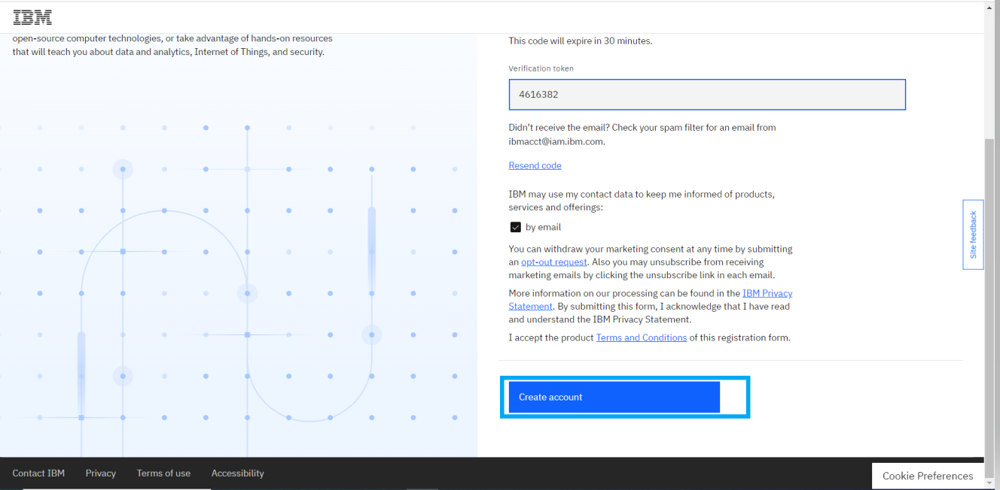 IBM
open-source computer technologies, or take advantage of hands-on resources
that will teach you about data and analytics, Internet of Things, and security.
This code will expire in 30 minutes.
Verification token
4616382
Didn't receive the email? Check your spam filter for an email from
ibmacct@iam.ibm.com.
Resend code
IBM may use my contact data to keep me informed of products,
services and offerings:
by email
You can withdraw your marketing consent at any time by submitting
an opt-out request. Also you may unsubscribe from receiving
marketing emails by clicking the unsubscribe link in each email.
More information on our processing can be found in the IBM Privacy
Statement. By submitting this form, I acknowledge that I have read
and understand the IBM Privacy Statement.
I accept the product Terms and Conditions of this registration form.
Create account
Site feedback
Contact IBM
Privacy
Terms of use
Accessibility
Cookie Preferences